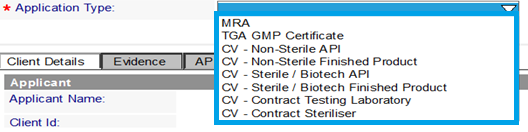 * Application Type:
MRA
TGA GMP Certificate
CV - Non-Sterile API
CV - Non-Sterile Finished Product
CV - Sterile / Biotech API
CV - Sterile / Biotech Finished Product
CV - Contract Testing Laboratory
CV - Contract Steriliser
Client Details Evidence AP
Applicant
Applicant Name:
Client Id: